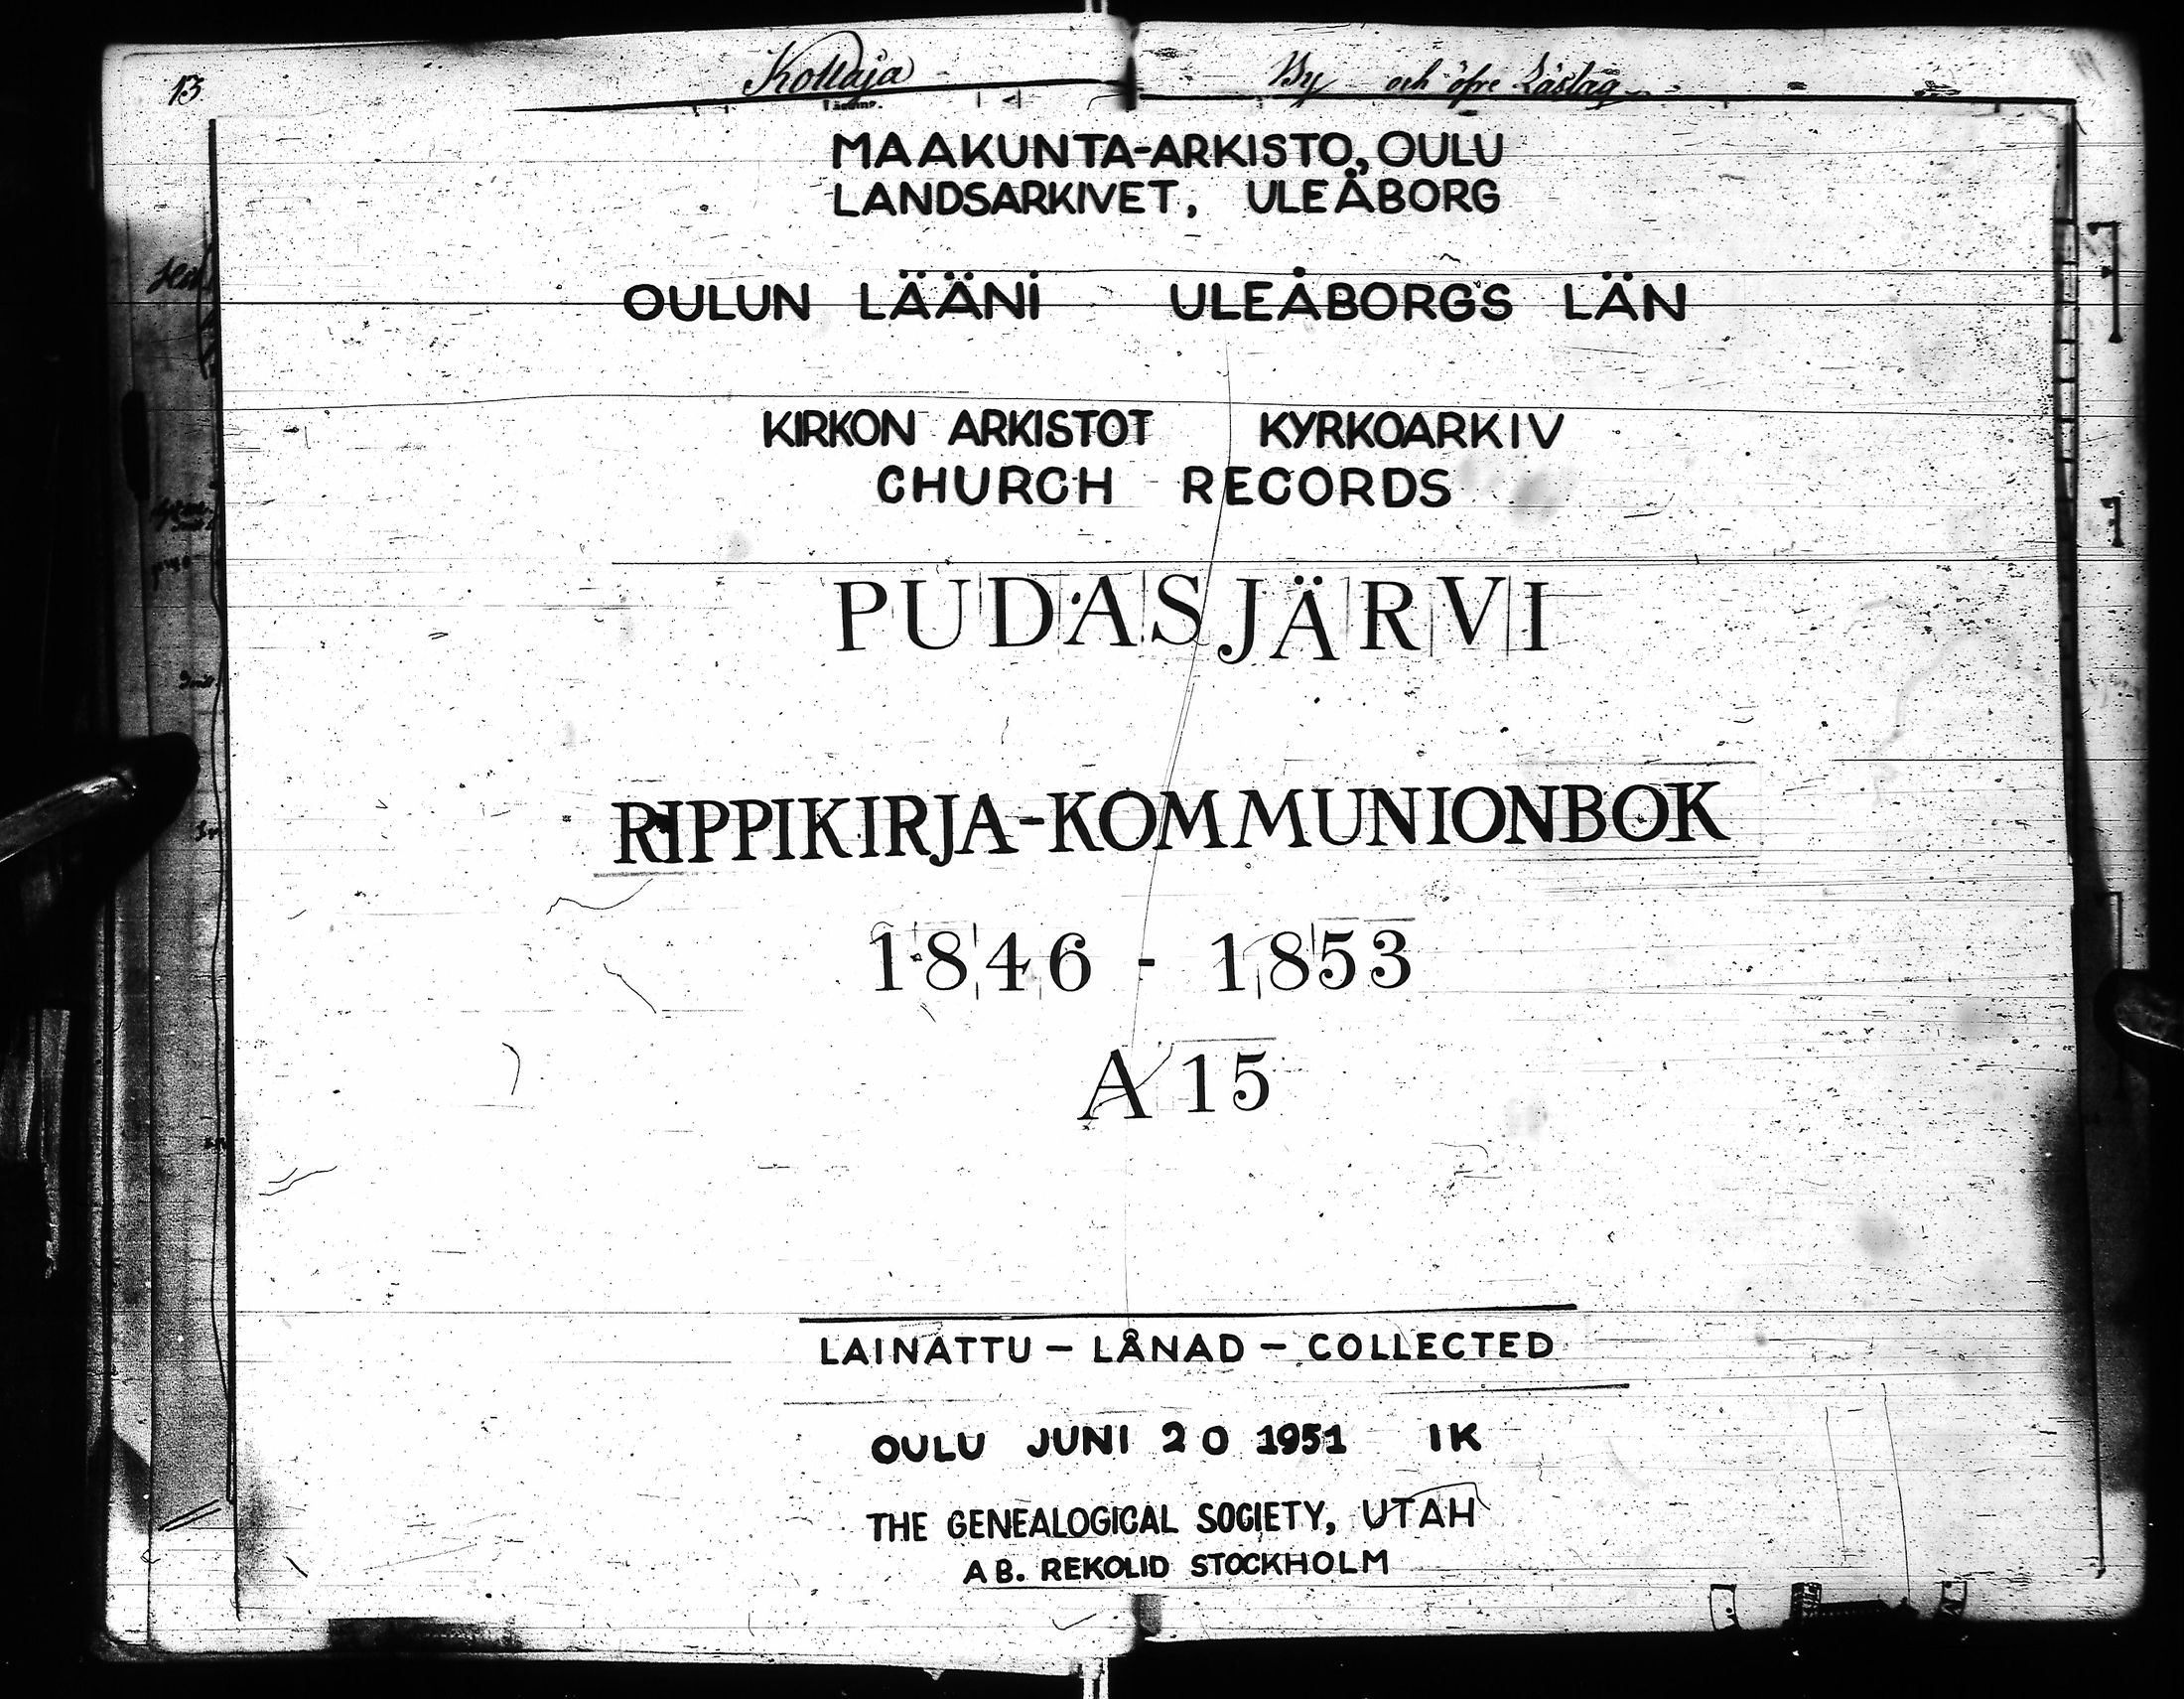 13 Kollaja By och öfre Läslag
MAAKUNTA-ARKISTO, OULU
LANDSARKIVET, ULEÅBORG
OULUN LÄÄNI ULEÅBORG'S LÄN
KIRKON ARKISTOT KYRKOARKIV
CHURCH RECORDS
PUDASJÄRVI
RIPPIKIRJA-KOMMUNIONBOK
1846 - 1853
A 15
LAINATTU - LÅNAD - COLLECTED
OULU JUNI 20 1951 IK
THE GENEALOGICAL SOCIETY, UTAH
AB. REKOLID STOCKHOLM